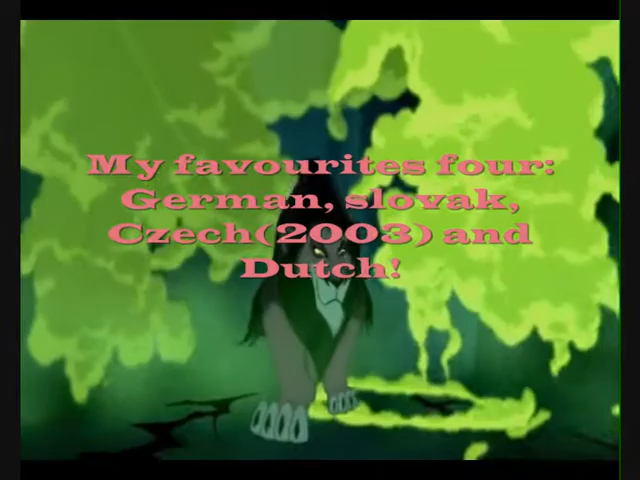 My favourites four:
German, slovak,
Czech(2003) and
Dutch!